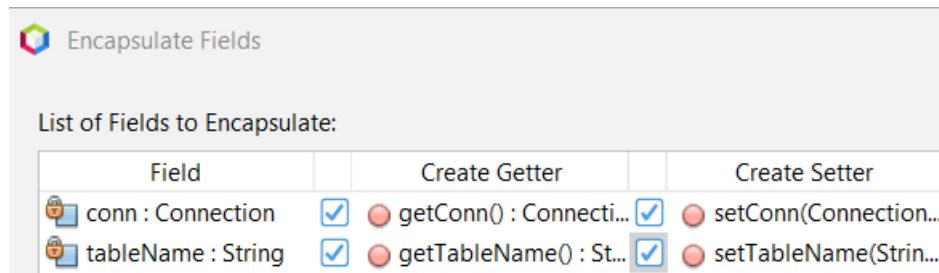 Encapsulate Fields
List of Fields to Encapsulate:
Field Create Getter Create Setter
conn : Connection getConn() : Connecti... setConn(Connection...
tableName : String getTableName() : St... setTableName(Strin...